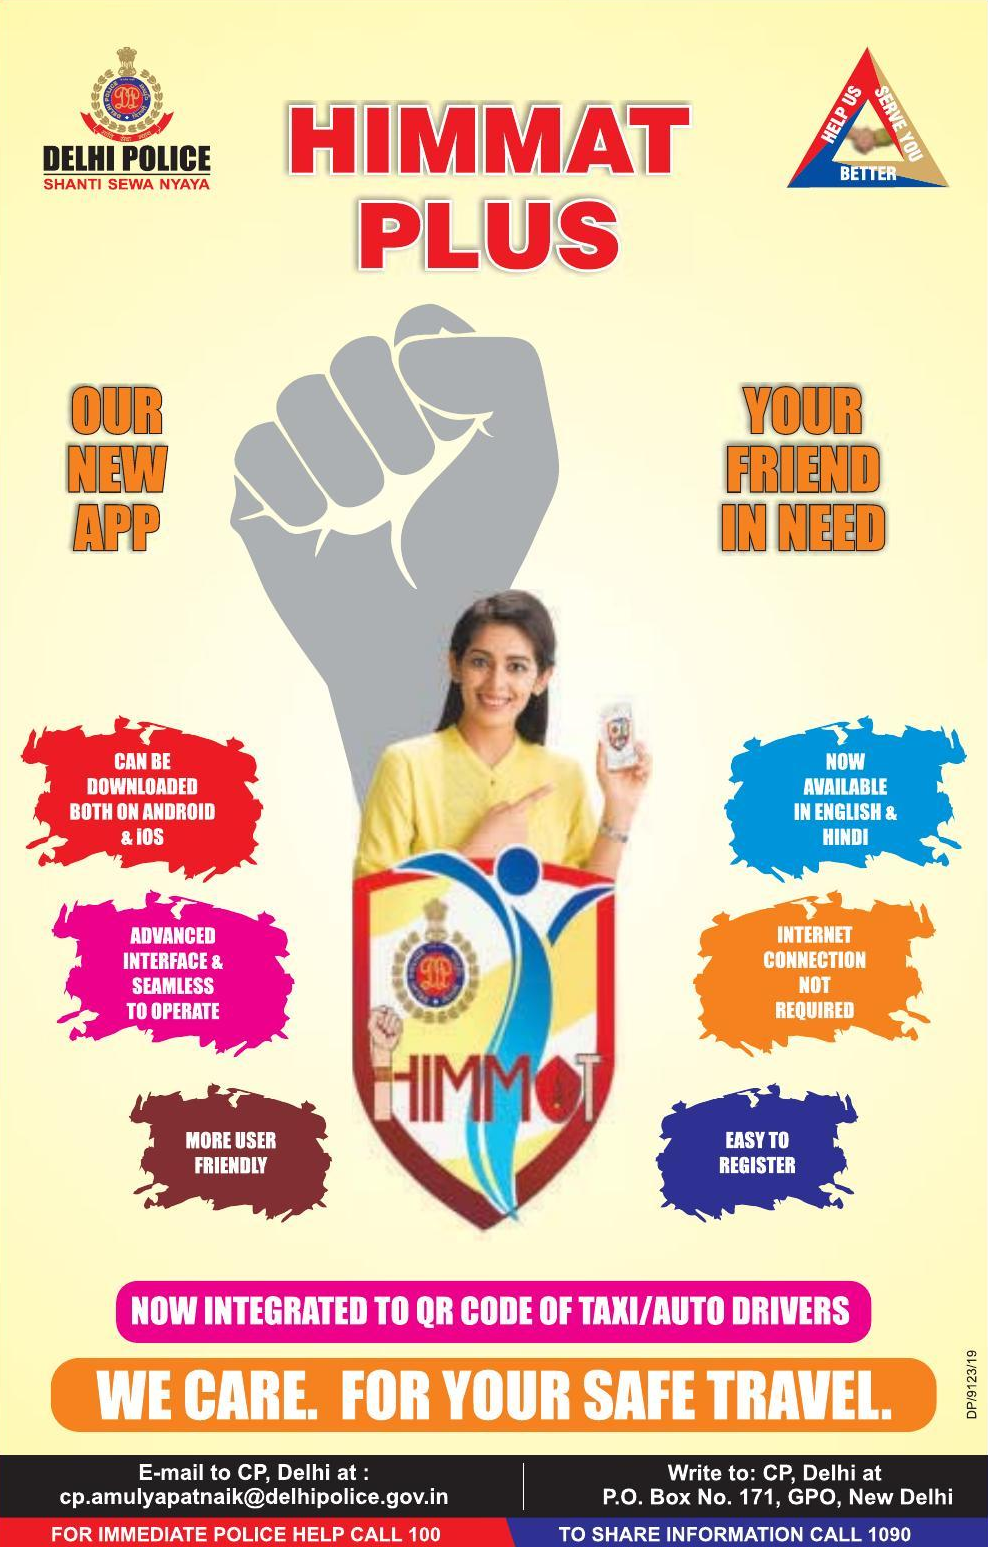 DELHI POLICE
SHANTI SEWA NYAYA
HIMMAT
PLUS
HELP US
SERVE YOU
BETTER
OUR
NEW
APP
YOUR
FRIEND
IN NEED
CAN BE
DOWNLOADED
BOTH ON ANDROID
& iOS
NOW
AVAILABLE
IN ENGLISH &
HINDI
ADVANCED
INTERFACE &
SEAMLESS
TO OPERATE
INTERNET
CONNECTION
NOT
REQUIRED
HIMMAT
MORE USER
FRIENDLY
EASY TO
REGISTER
NOW INTEGRATED TO QR CODE OF TAXI/AUTO DRIVERS
WE CARE. FOR YOUR SAFE TRAVEL.
DP/9123/19
E-mail to CP, Delhi at :
cp.amulyapatnaik@delhipolice.gov.in
Write to: CP, Delhi at
P.O. Box No. 171, GPO, New Delhi
FOR IMMEDIATE POLICE HELP CALL 100
TO SHARE INFORMATION CALL 1090